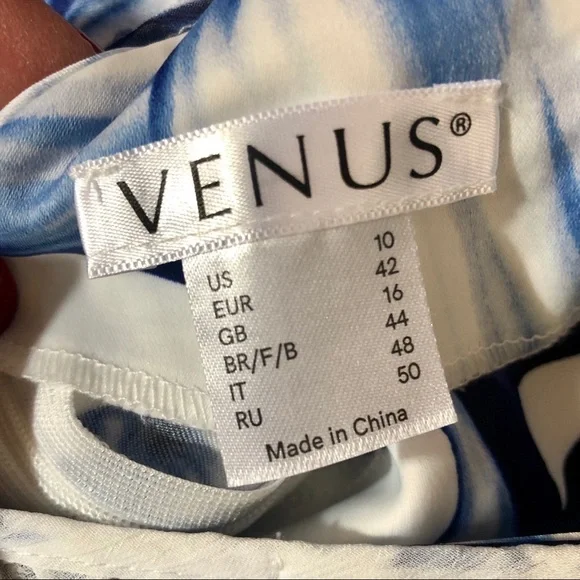 VENUS®
US 10
EUR 42
GB 16
BR/F/B 44
IT 48
RU 50
Made in China